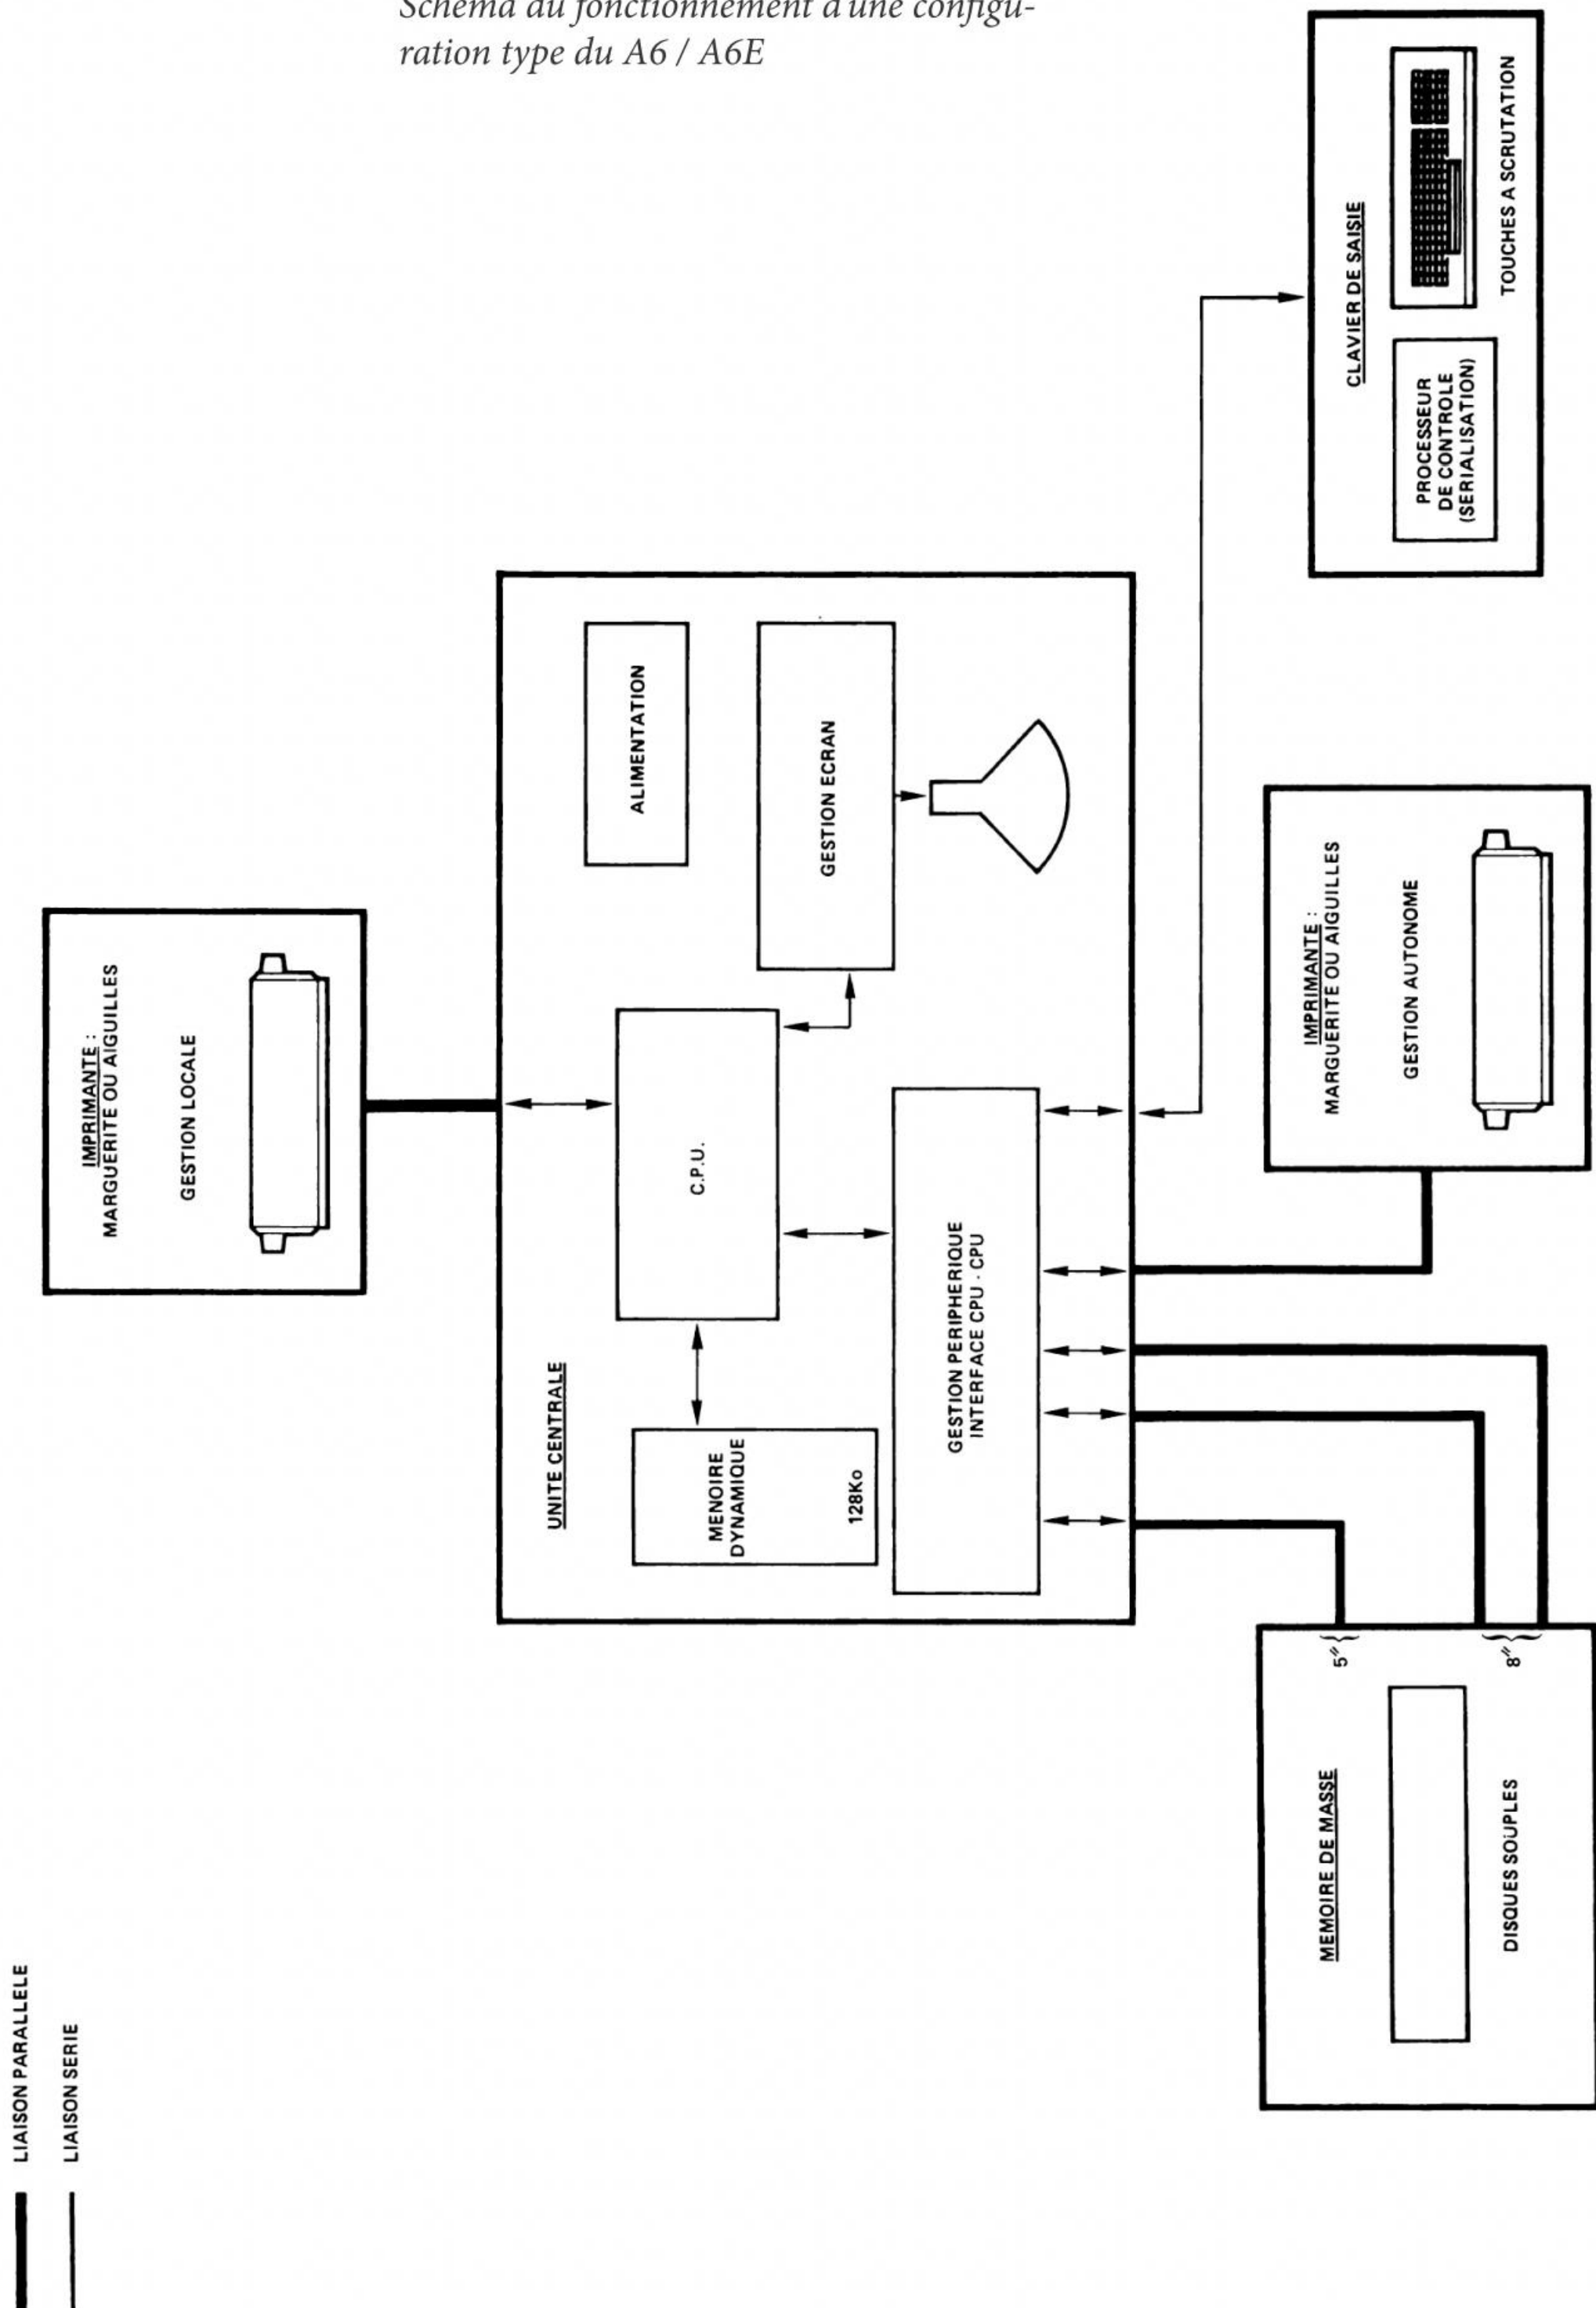 Schéma du fonctionnement d'une configu-
ration type du A6 / A6E
LIAISON PARALLELE
LIAISON SERIE
IMPRIMANTE :
MARGUERITE OU AIGUILLES
GESTION LOCALE
UNITE CENTRALE
MENOIRE
DYNAMIQUE
128Ko
C.P.U.
ALIMENTATION
GESTION ECRAN
GESTION PERIPHERIQUE
INTERFACE CPU - CPU
MEMOIRE DE MASSE
DISQUES SOUPLES
5"
8"
IMPRIMANTE :
MARGUERITE OU AIGUILLES
GESTION AUTONOME
CLAVIER DE SAISIE
PROCESSEUR
DE CONTROLE
(SERIALISATION)
TOUCHES A SCRUTATION